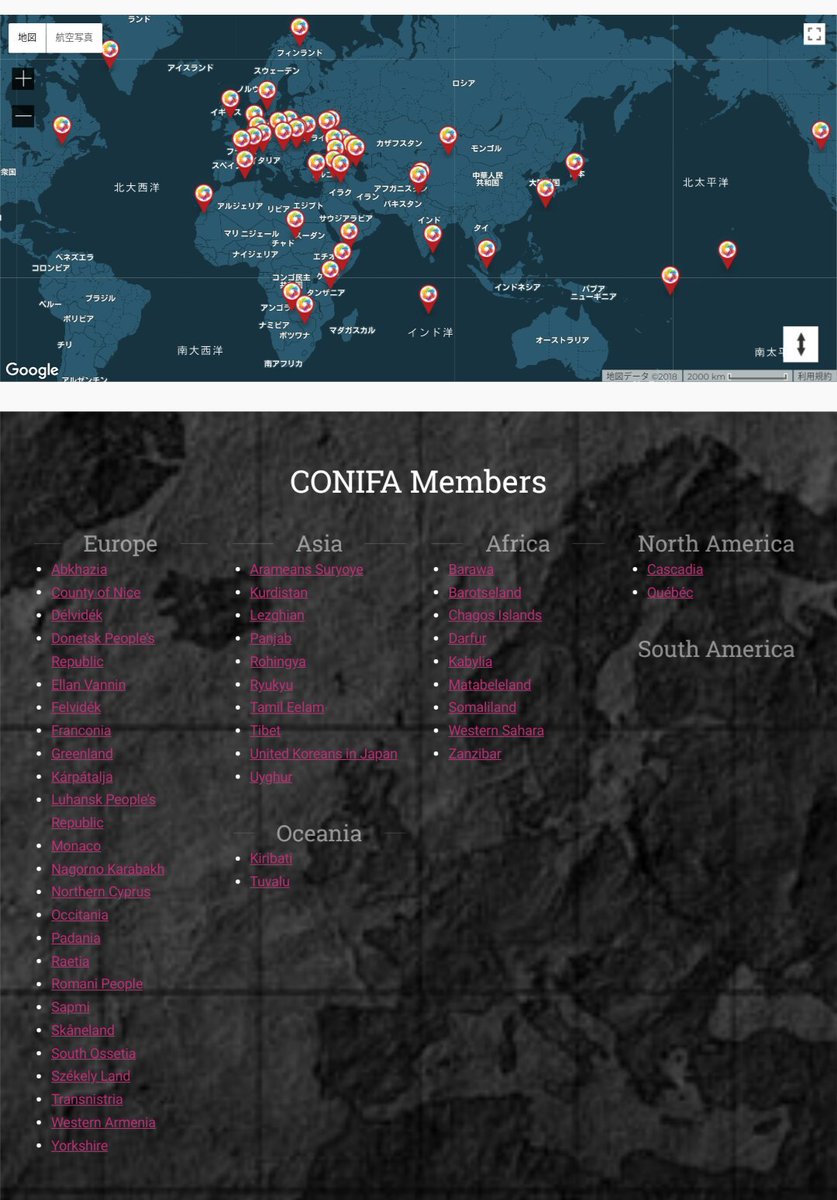 ランド
地図 航空写真
フィンランド
アイスランド
スウェーデン
ロシア
ノルウ
イギ ス
カザフスタン
モンゴル
スペイ
イタリア
衆国
中華人民
共和国
北大西洋
イラク
アフガニスタン
イラン
パキスタン
北太平洋
アルジェリア
リビア
エジプト
サウジアラビア
インド
タイ
マリ
ニジェール
チャド
スーダン
ナイジェリア
エチオ
ベネズエラ
コロンビア
コンゴ民主
タンザニア
インドネシア
パプア
ニューギニア
ペルー
ブラジル
アンゴラ
ボリビア
ナミビア
ボツワナ
マダガスカル
インド洋
オーストラリア
チリ
南大西洋
南アフリカ
南太平
Google
アルゼンチン
地図データ ©2018
2000 km
利用規約
CONIFA Members
Europe
Abkhazia
County of Nice
Délvidék
Donetsk People's
Republic
Ellan Vannin
Felvidék
Franconia
Greenland
Kárpátalja
Luhansk People's
Republic
Monaco
Nagorno Karabakh
Northern Cyprus
Occitania
Padania
Raetia
Romani People
Sapmi
Skåneland
South Ossetia
Székely Land
Transnistria
Western Armenia
Yorkshire
Asia
Arameans Suryoye
Kurdistan
Lezghian
Panjab
Rohingya
Ryukyu
Tamil Eelam
Tibet
United Koreans in Japan
Uyghur
Oceania
Kiribati
Tuvalu
Africa
Barawa
Barotseland
Chagos Islands
Darfur
Kabylia
Matabeleland
Somaliland
Western Sahara
Zanzibar
North America
Cascadia
Québéc
South America